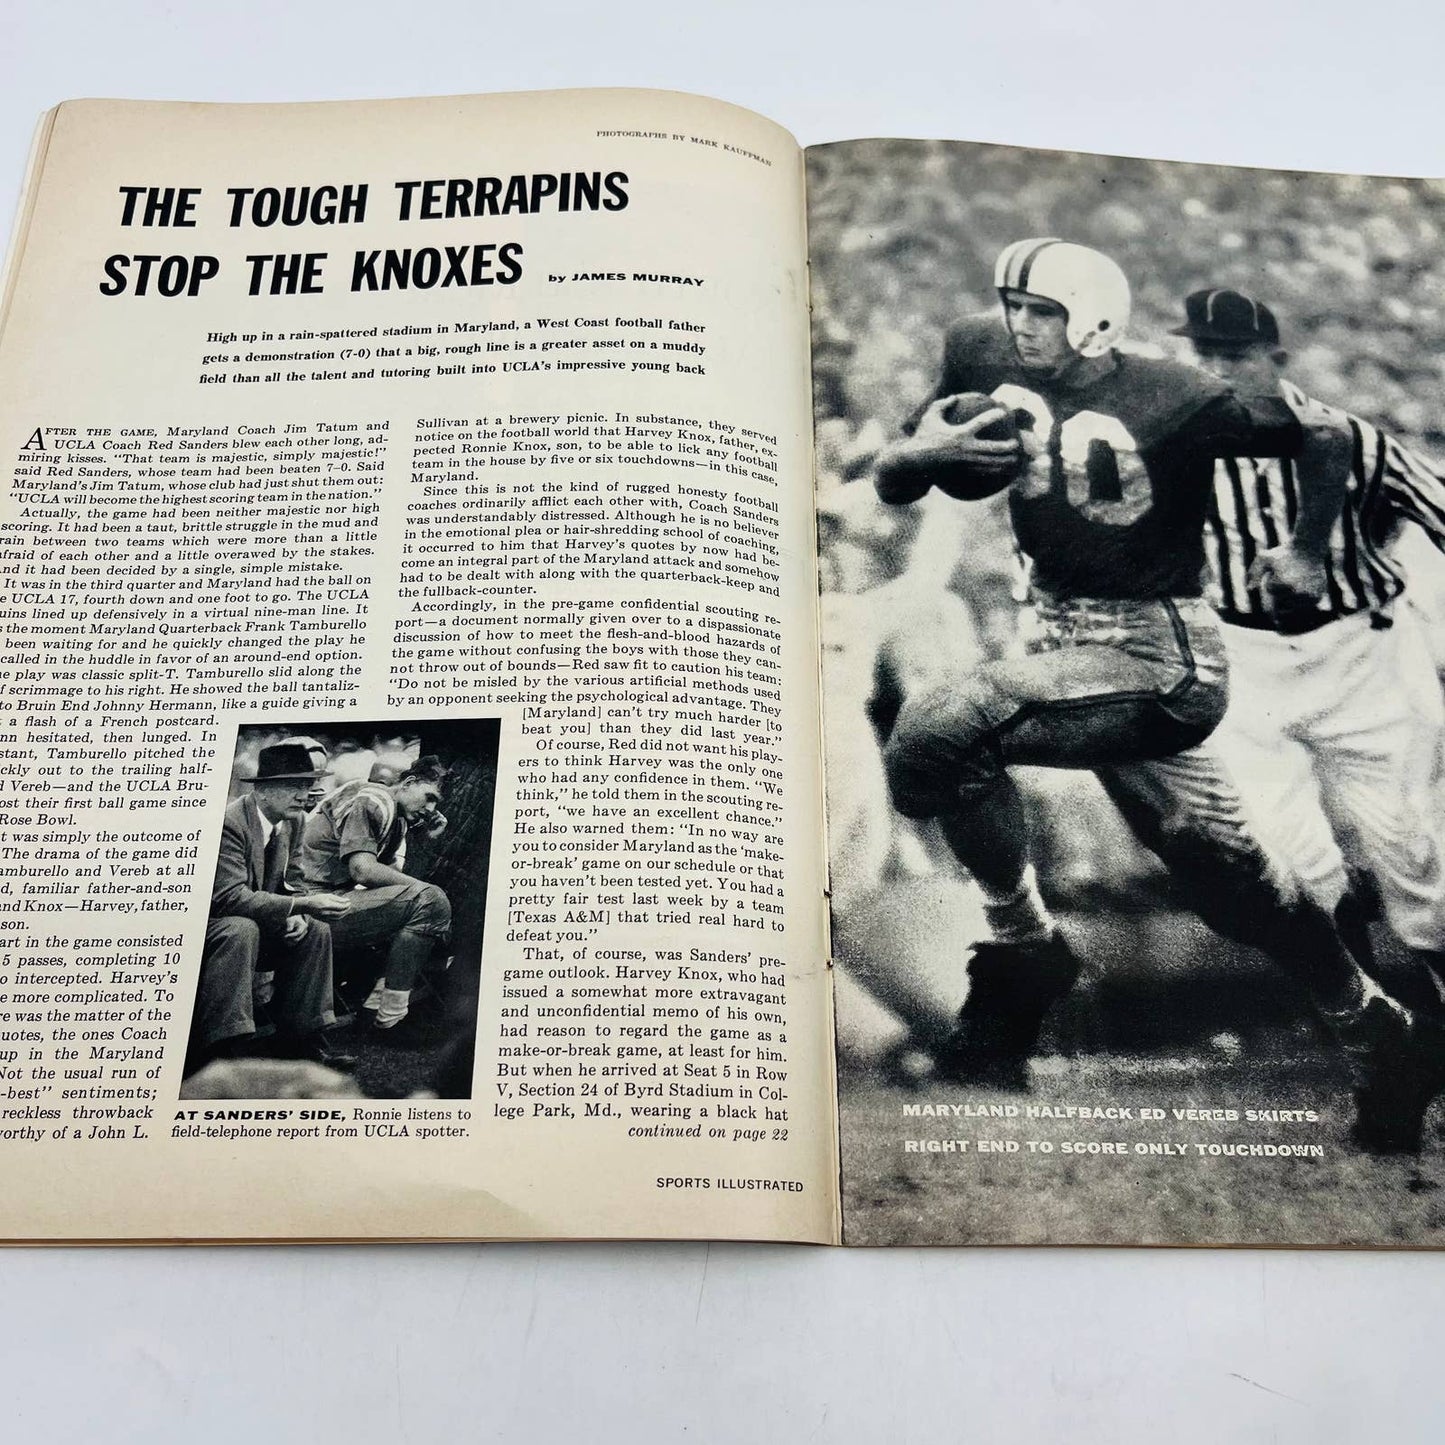 PHOTOGRAPHS BY MARK KAUFFMAN
THE TOUGH TERRAPINS
STOP THE KNOXES
by JAMES MURRAY
High up in a rain-spattered stadium in Maryland, a West Coast football father
gets a demonstration (7-0) that a big, rough line is a greater asset on a muddy
field than all the talent and tutoring built into UCLA's impressive young back
AFTER THE GAME, Maryland Coach Jim Tatum and
UCLA Coach Red Sanders blew each other long, ad-
miring kisses. "That team is majestic, simply majestic!"
said Red Sanders, whose team had been beaten 7-0. Said
Maryland's Jim Tatum, whose club had just shut them out:
"UCLA will become the highest scoring team in the nation."
Actually, the game had been neither majestic nor high
scoring. It had been a taut, brittle struggle in the mud and
rain between two teams which were more than a little
afraid of each other and a little overawed by the stakes.
And it had been decided by a single, simple mistake.
It was in the third quarter and Maryland had the ball on
e UCLA 17, fourth down and one foot to go. The UCLA
uins lined up defensively in a virtual nine-man line. It
s the moment Maryland Quarterback Frank Tamburello
been waiting for and he quickly changed the play he
called in the huddle in favor of an around-end option.
e play was classic split-T. Tamburello slid along the
f scrimmage to his right. He showed the ball tantaliz-
to Bruin End Johnny Hermann, like a guide giving a
a flash of a French postcard.
nn hesitated, then lunged. In
stant, Tamburello pitched the
ckly out to the trailing half-
d Vereb—and the UCLA Bru-
ost their first ball game since
Rose Bowl.
t was simply the outcome of
The drama of the game did
amburello and Vereb at all
d, familiar father-and-son
and Knox—Harvey, father,
son.
art in the game consisted
5 passes, completing 10
o intercepted. Harvey's
e more complicated. To
re was the matter of the
uotes, the ones Coach
up in the Maryland
Not the usual run of
-best" sentiments;
reckless throwback
vorthy of a John L.
AT SANDERS' SIDE, Ronnie listens to
field-telephone report from UCLA spotter.
Sullivan at a brewery picnic. In substance, they served
notice on the football world that Harvey Knox, father, ex-
pected Ronnie Knox, son, to be able to lick any football
team in the house by five or six touchdowns—in this case,
Maryland.
Since this is not the kind of rugged honesty football
coaches ordinarily afflict each other with, Coach Sanders
was understandably distressed. Although he is no believer
in the emotional plea or hair-shredding school of coaching,
it occurred to him that Harvey's quotes by now had be-
come an integral part of the Maryland attack and somehow
had to be dealt with along with the quarterback-keep and
the fullback-counter.
Accordingly, in the pre-game confidential scouting re-
port—a document normally given over to a dispassionate
discussion of how to meet the flesh-and-blood hazards of
the game without confusing the boys with those they can-
not throw out of bounds—Red saw fit to caution his team:
"Do not be misled by the various artificial methods used
by an opponent seeking the psychological advantage. They
[Maryland] can't try much harder [to
beat you] than they did last year."
Of course, Red did not want his play-
ers to think Harvey was the only one
who had any confidence in them. "We
think," he told them in the scouting re-
port, "we have an excellent chance."
He also warned them: "In no way are
you to consider Maryland as the 'make-
or-break' game on our schedule or that
you haven't been tested yet. You had a
pretty fair test last week by a team
[Texas A&M] that tried real hard to
defeat you."
That, of course, was Sanders' pre-
game outlook. Harvey Knox, who had
issued a somewhat more extravagant
and unconfidential memo of his own,
had reason to regard the game as a
make-or-break game, at least for him.
But when he arrived at Seat 5 in Row
V, Section 24 of Byrd Stadium in Col-
lege Park, Md., wearing a black hat
continued on page 22
SPORTS ILLUSTRATED
MARYLAND HALFBACK ED VEREB SKIRTS
RIGHT END TO SCORE ONLY TOUCHDOWN